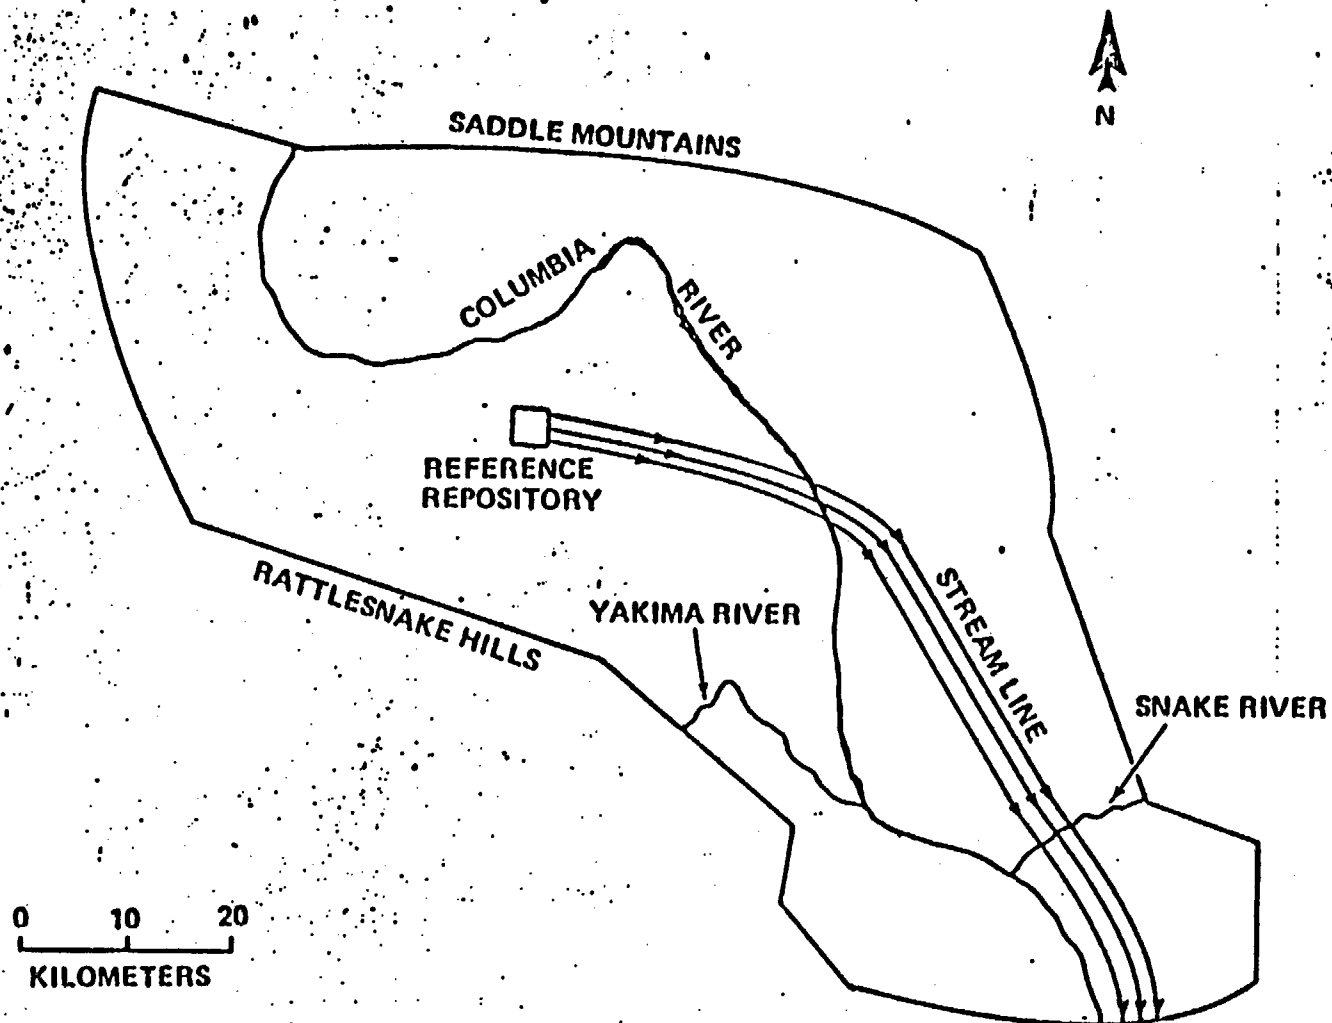 N
SADDLE MOUNTAINS
COLUMBIA
RIVER
REFERENCE
REPOSITORY
RATTLESNAKE HILLS
YAKIMA RIVER
STREAM LINE
SNAKE RIVER
0 10 20
KILOMETERS